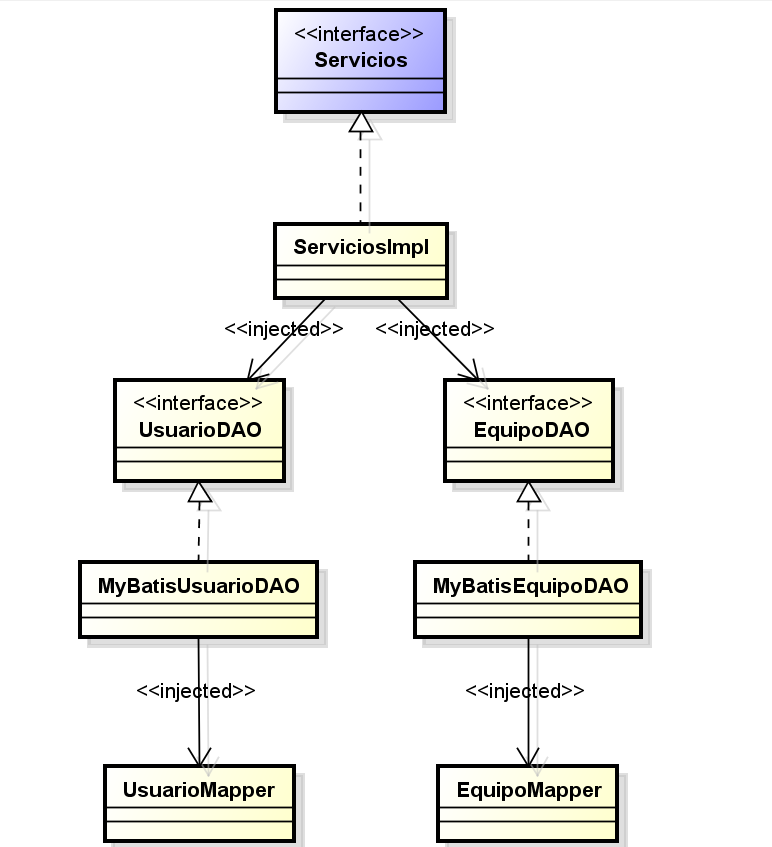 <<interface>>
Servicios
ServiciosImpl
<<injected>> <<injected>>
<<interface>> <<interface>>
UsuarioDAO EquipoDAO
MyBatisUsuarioDAO MyBatisEquipoDAO
<<injected>> <<injected>>
UsuarioMapper EquipoMapper